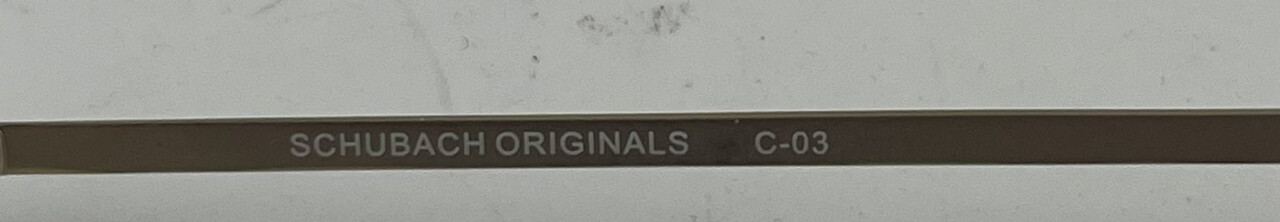 SCHUBACH ORIGINALS C-03